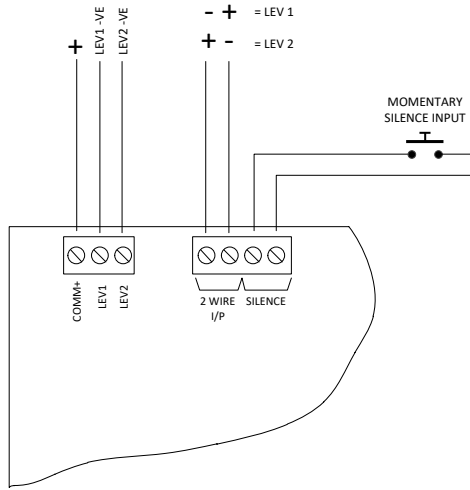 - + = LEV 1
+ - = LEV 2
+
LEV1 -VE
LEV2 -VE
MOMENTARY
SILENCE INPUT
COMM+
LEV1
LEV2
2 WIRE
I/P
SILENCE